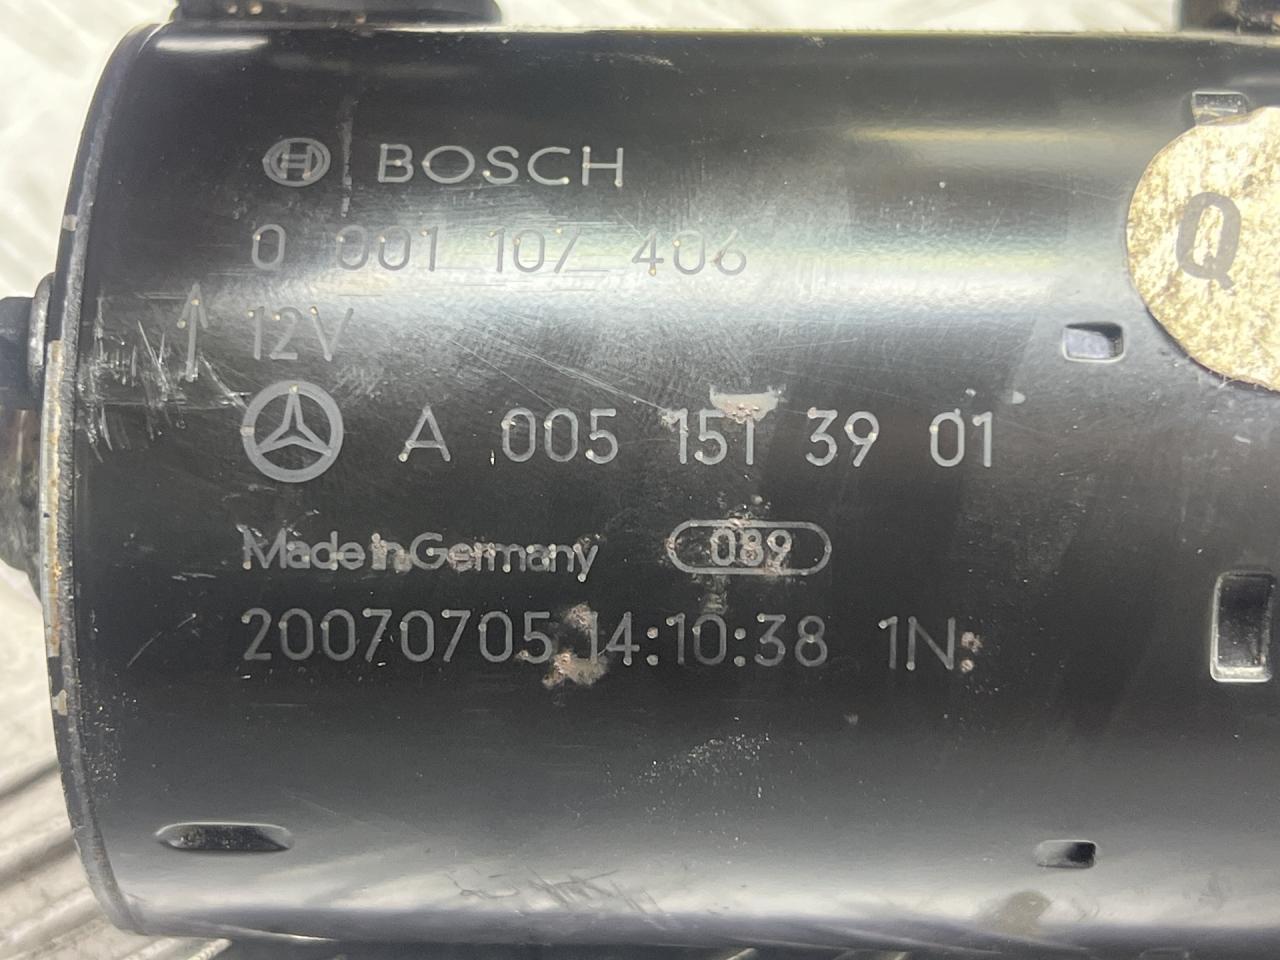 BOSCH
0 001 107 406
12V
A 005 151 39 01
Made in Germany 089
20070705 14:10:38 1N:
Q